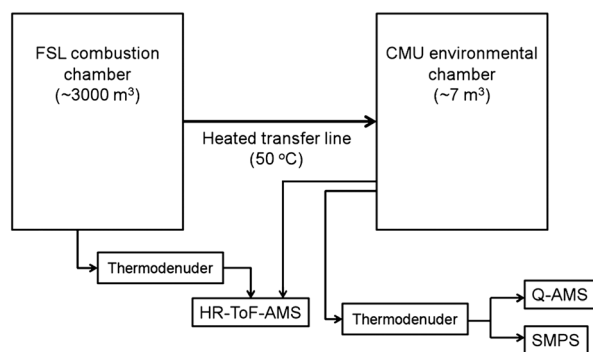 FSL combustion
chamber
(~3000 m³)
CMU environmental
chamber
(~7 m³)
Heated transfer line
(50 ºC)
Thermodenuder
HR-ToF-AMS
Thermodenuder
Q-AMS
SMPS